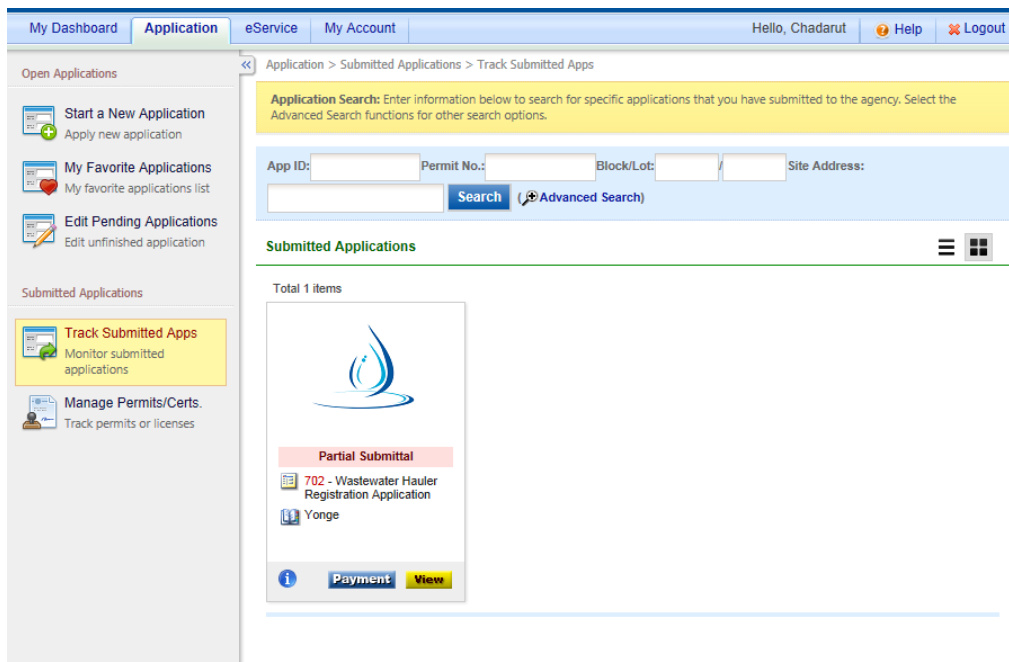 My Dashboard Application eService My Account Hello, Chadarut Help Logout
Open Applications
Start a New Application
Apply new application
My Favorite Applications
My favorite applications list
Edit Pending Applications
Edit unfinished application
Submitted Applications
Track Submitted Apps
Monitor submitted
applications
Manage Permits/Certs.
Track permits or licenses
Application > Submitted Applications > Track Submitted Apps
Application Search: Enter information below to search for specific applications that you have submitted to the agency. Select the
Advanced Search functions for other search options.
App ID: Permit No.: Block/Lot: / Site Address:
Search (Advanced Search)
Submitted Applications
Total 1 items
Partial Submittal
702 - Wastewater Hauler
Registration Application
Yonge
Payment View